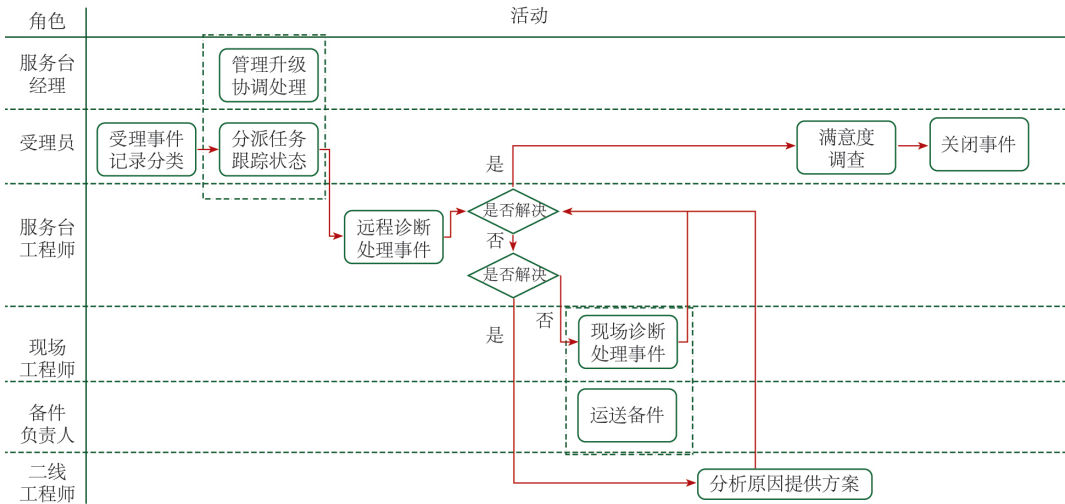 角色
活动
服务台
经理
管理升级
协调处理
受理员
受理事件
记录分类
分派任务
跟踪状态
是
满意度
调查
关闭事件
服务台
工程师
远程诊断
处理事件
是否解决
否
是否解决
现场
工程师
是
否
现场诊断
处理事件
备件
负责人
运送备件
二线
工程师
分析原因提供方案